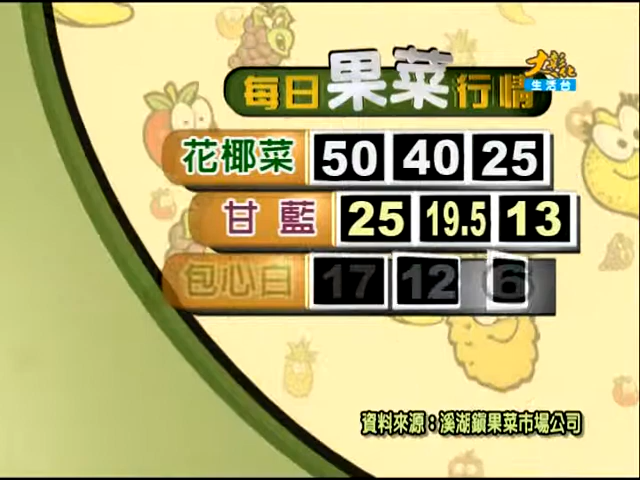 每日果菜行情
大彰化
生活台
花椰菜 50 40 25
甘藍 25 19.5 13
包心白 17 12 6
資料來源：溪湖鎮果菜市場公司